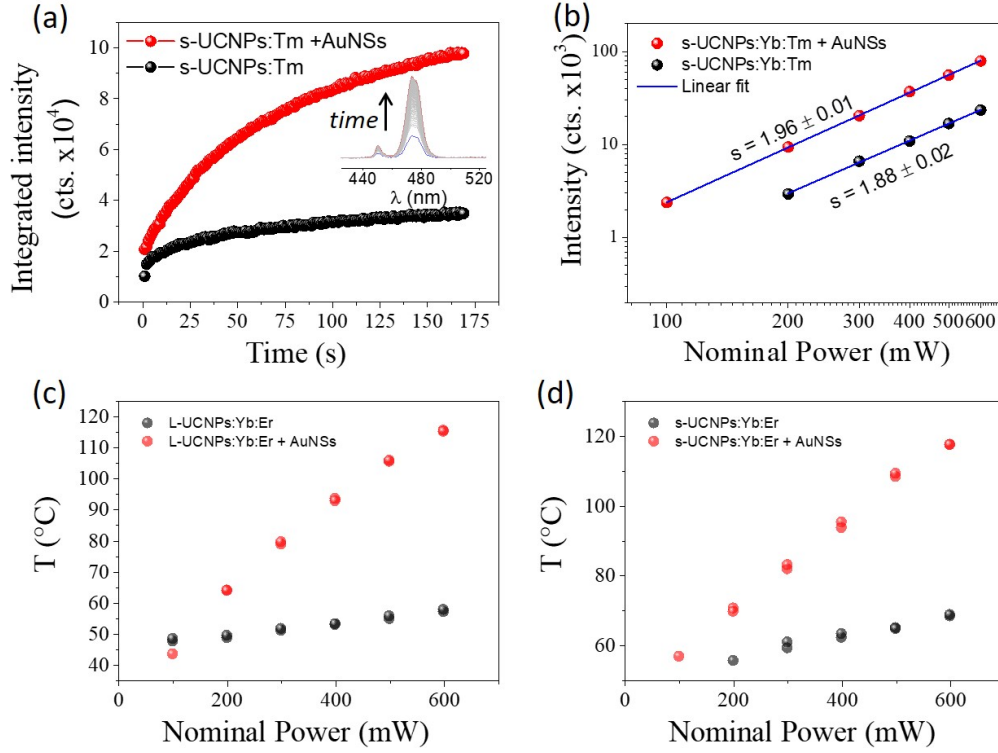 (a)
s-UCNPs:Tm +AuNSs
s-UCNPs:Tm
Integrated intensity
(cts. x10⁴)
10
8
6
4
2
0
0 25 50 75 100 125 150 175
Time (s)
time
440 480 520
λ (nm)
(b)
s-UCNPs:Yb:Tm + AuNSs
s-UCNPs:Yb:Tm
Linear fit
Intensity (cts. x10³)
100
10
1
s = 1.96 ± 0.01
s = 1.88 ± 0.02
100 200 300 400 500 600
Nominal Power (mW)
(c)
L-UCNPs:Yb:Er
L-UCNPs:Yb:Er + AuNSs
T (°C)
120
110
100
90
80
70
60
50
40
0 200 400 600
Nominal Power (mW)
(d)
s-UCNPs:Yb:Er
s-UCNPs:Yb:Er + AuNSs
T (°C)
120
100
80
60
0 200 400 600
Nominal Power (mW)